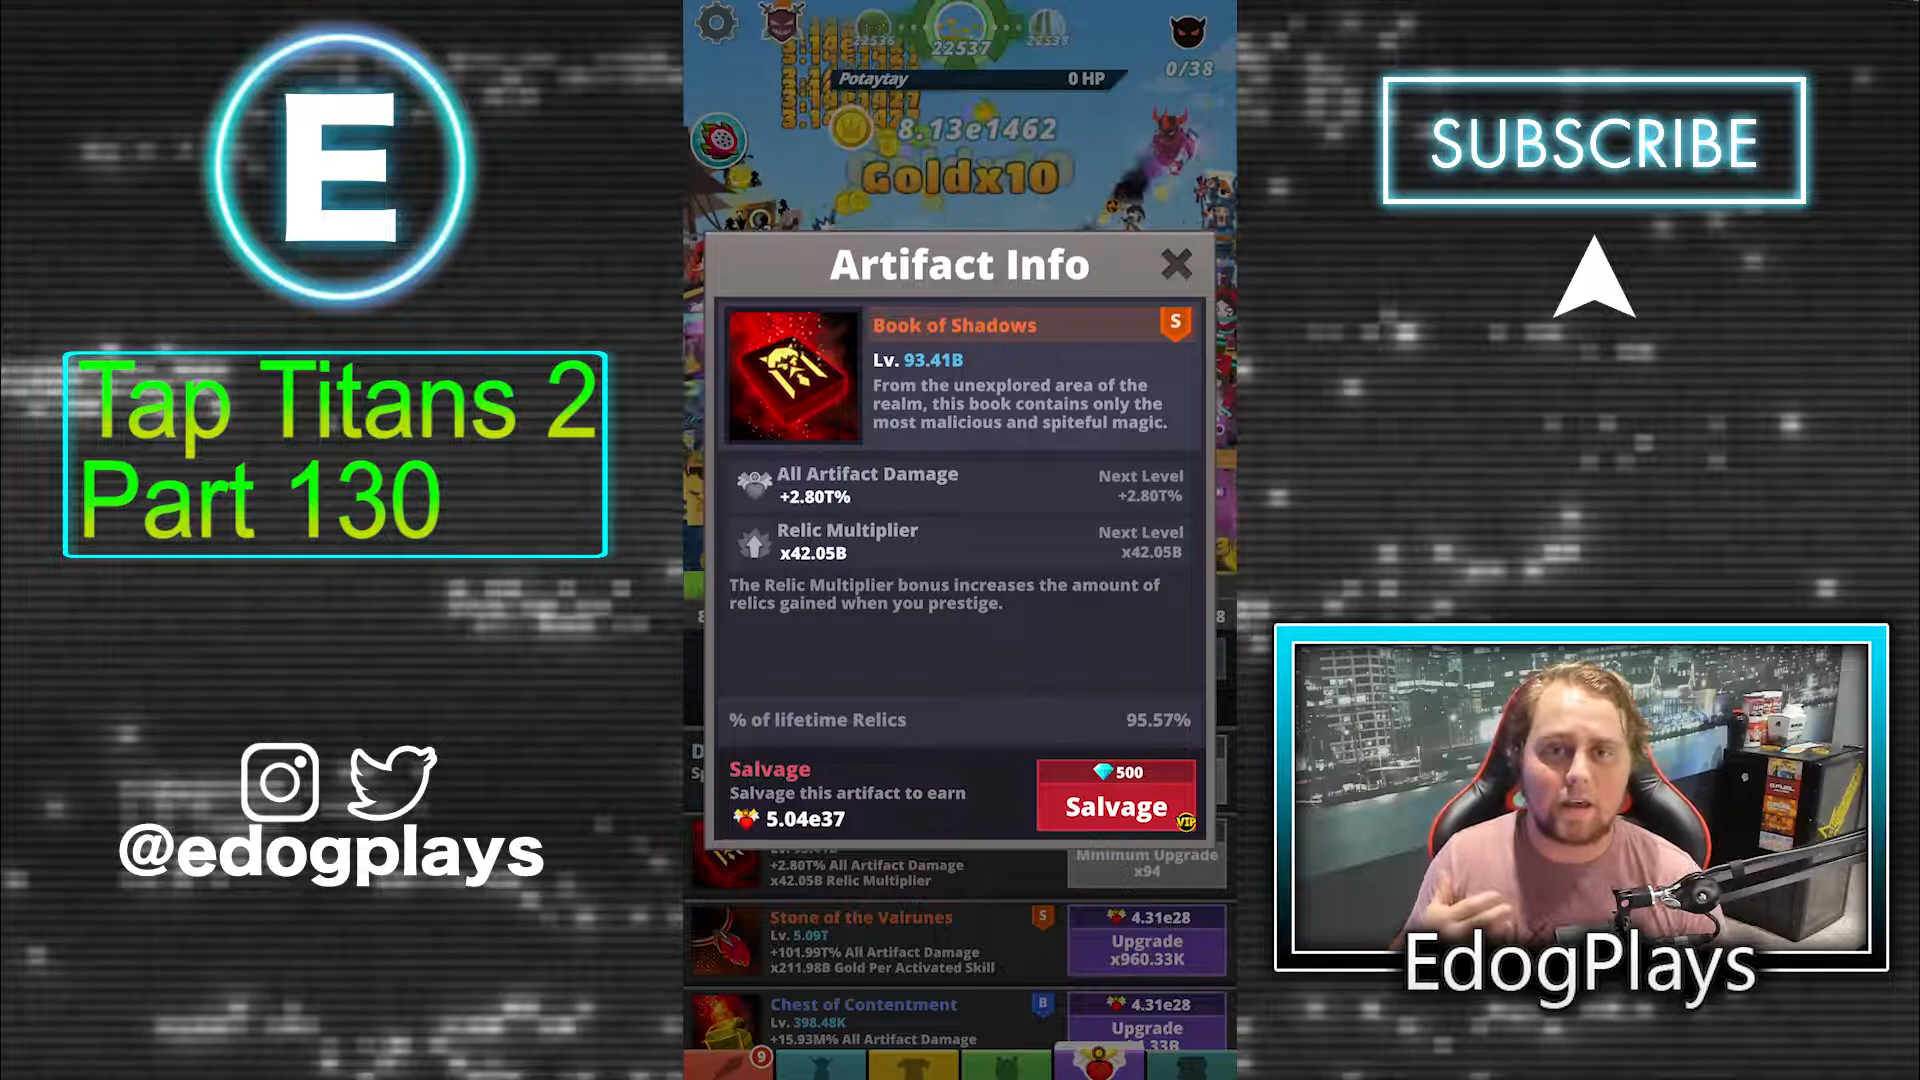 E
Tap Titans 2
Part 130
@edogplays
22536
22537
22538
0/38
Potaytay
0 HP
8.13e1462
Goldx10
Artifact Info
Book of Shadows
S
Lv. 93.41B
From the unexplored area of the
realm, this book contains only the
most malicious and spiteful magic.
All Artifact Damage
+2.80T%
Next Level
+2.80T%
Relic Multiplier
x42.05B
Next Level
x42.05B
The Relic Multiplier bonus increases the amount of
relics gained when you prestige.
% of lifetime Relics
95.57%
Salvage
Salvage this artifact to earn
5.04e37
500
Salvage
VIP
+2.80T% All Artifact Damage
x42.05B Relic Multiplier
Minimum Upgrade
x94
Stone of the Valrunes
S
Lv. 5.09T
+101.99T% All Artifact Damage
x211.98B Gold Per Activated Skill
4.31e28
Upgrade
x960.33K
Chest of Contentment
B
Lv. 398.48K
+15.93M% All Artifact Damage
4.31e28
Upgrade
9
SUBSCRIBE
EdogPlays